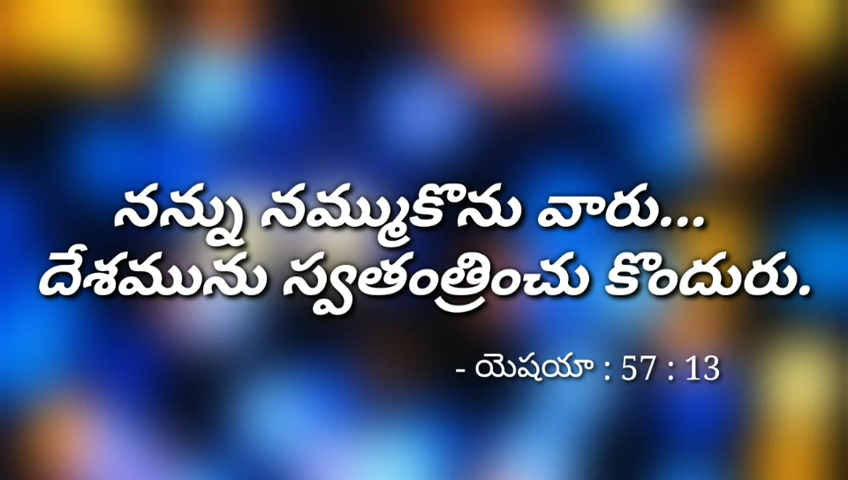 నన్ను నమ్ముకొను వారు...
దేశమును స్వతంత్రించు కొందురు.
- యెషయా : 57 : 13